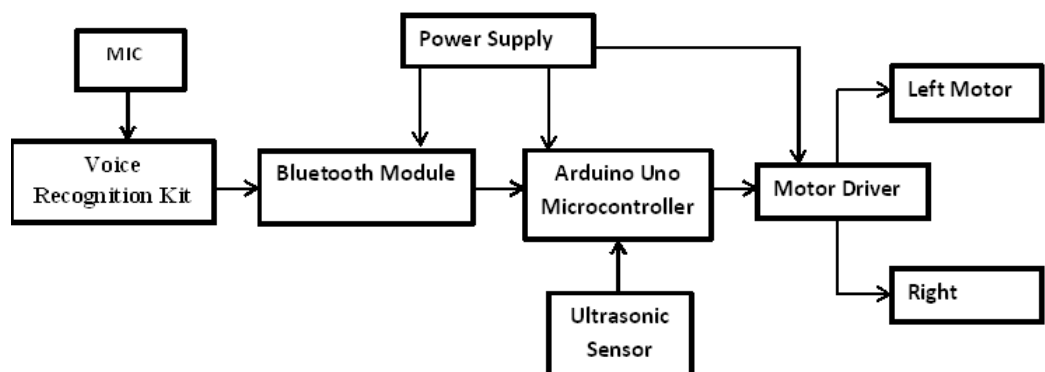 MIC
Power Supply
Left Motor
Voice
Recognition Kit
Bluetooth Module
Arduino Uno
Microcontroller
Motor Driver
Right
Ultrasonic
Sensor